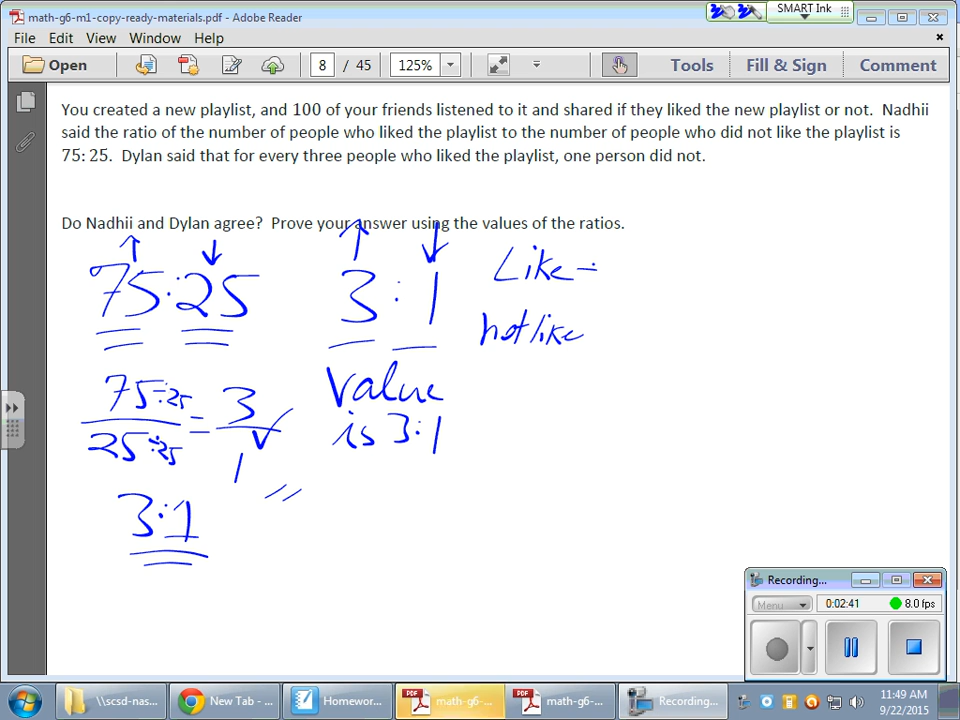 math-g6-m1-copy-ready-materials.pdf - Adobe Reader
SMART Ink
File Edit View Window Help
Open 8 / 45 125% Tools Fill & Sign Comment
You created a new playlist, and 100 of your friends listened to it and shared if they liked the new playlist or not. Nadhii
said the ratio of the number of people who liked the playlist to the number of people who did not like the playlist is
75: 25. Dylan said that for every three people who liked the playlist, one person did not.
Do Nadhii and Dylan agree? Prove your answer using the values of the ratios.
↑ ↓ ↑ ↓
75:25 3:1 Like -
not like
75÷25 = 3 Value
25÷25 1 ✓ is 3:1
3:1
Recording...
Menu 0:02:41 8.0 fps
\\scsd-nas... New Tab - ... Homewor... math-g6-... math-g6-... Recording...
11:49 AM
9/22/2015